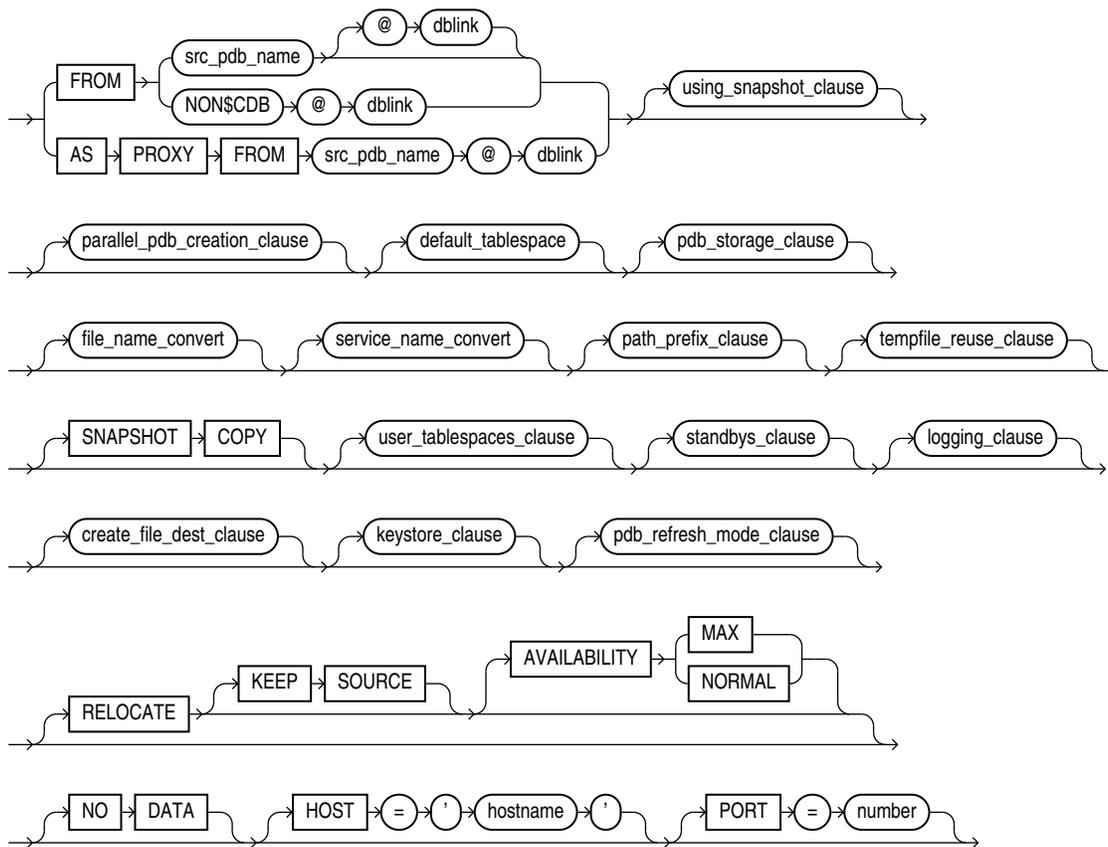 @ dblink
src_pdb_name
FROM
using_snapshot_clause
NON$CDB @ dblink
AS PROXY FROM src_pdb_name @ dblink
parallel_pdb_creation_clause default_tablespace pdb_storage_clause
file_name_convert service_name_convert path_prefix_clause tempfile_reuse_clause
SNAPSHOT COPY user_tablespaces_clause standbys_clause logging_clause
create_file_dest_clause keystore_clause pdb_refresh_mode_clause
MAX
AVAILABILITY
KEEP SOURCE NORMAL
RELOCATE
NO DATA HOST = ' hostname ' PORT = number